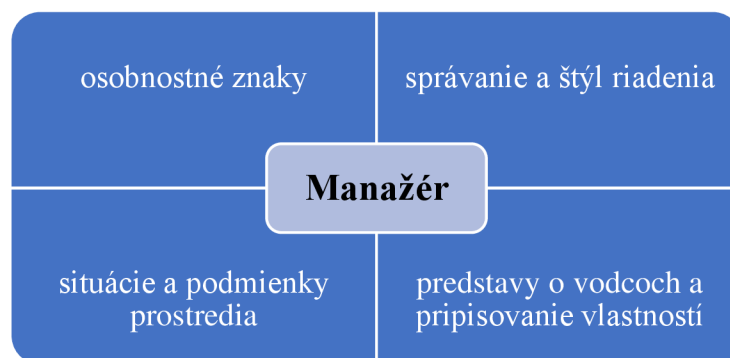 osobnostné znaky
správanie a štýl riadenia
Manažér
situácie a podmienky
prostredia
predstavy o vodcoch a
pripisovanie vlastností